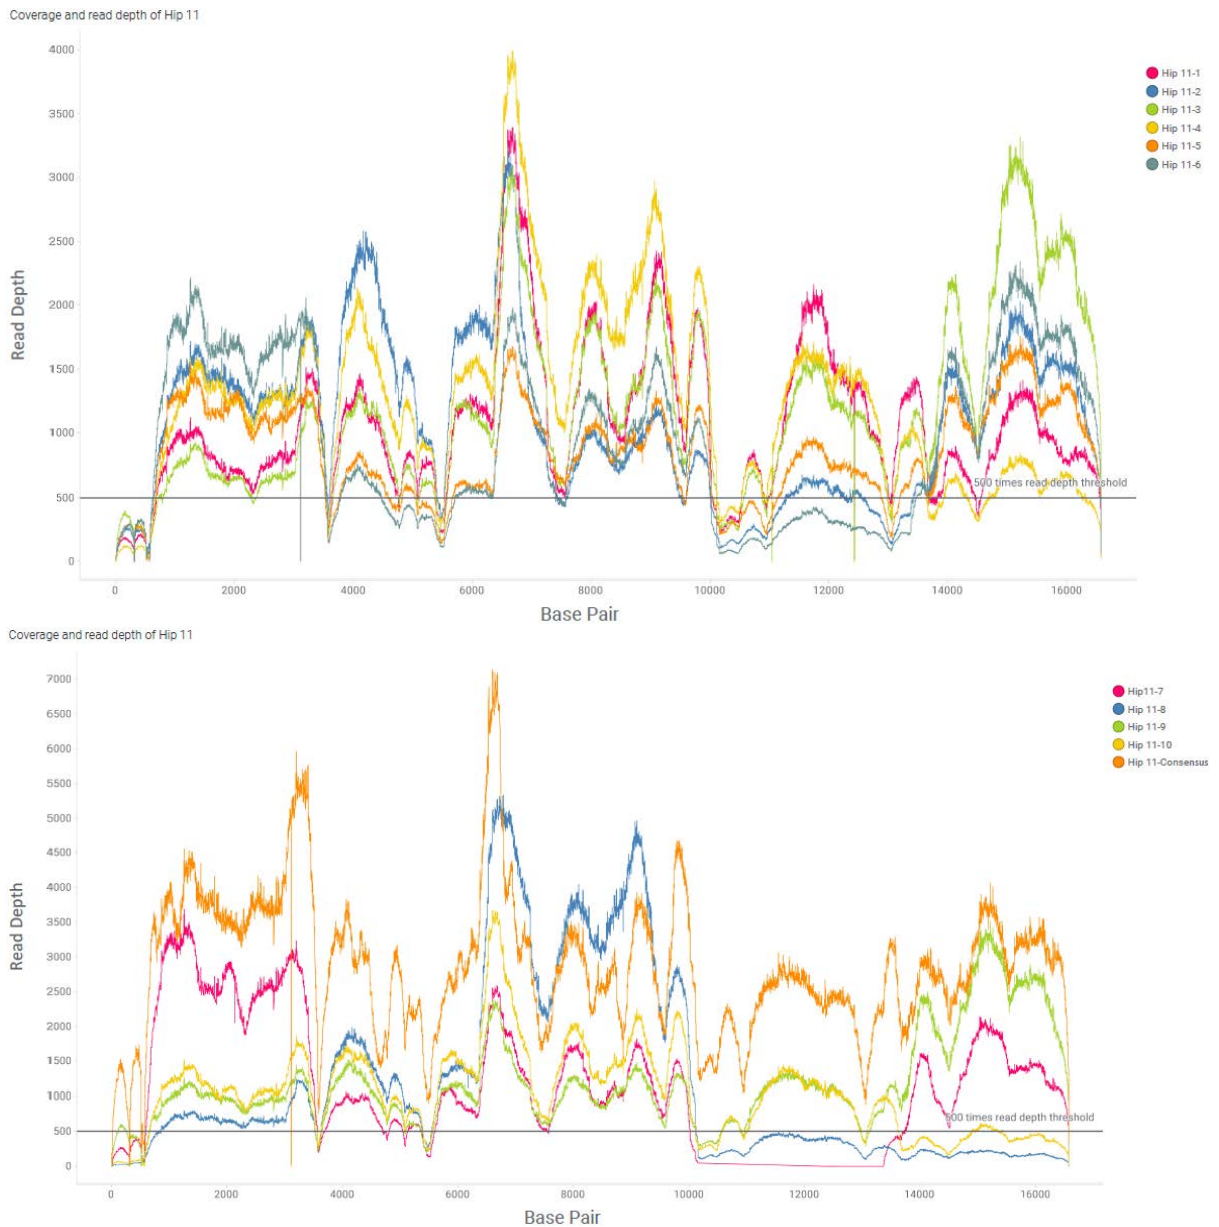 Coverage and read depth of Hip 11
4000
3500
3000
2500
2000
1500
1000
500
0
Read Depth
500 times read depth threshold
0 2000 4000 6000 8000 10000 12000 14000 16000
Base Pair
Hip 11-1
Hip 11-2
Hip 11-3
Hip 11-4
Hip 11-5
Hip 11-6
Coverage and read depth of Hip 11
7000
6500
6000
5500
5000
4500
4000
3500
3000
2500
2000
1500
1000
500
0
Read Depth
500 times read depth threshold
0 2000 4000 6000 8000 10000 12000 14000 16000
Base Pair
Hip11-7
Hip 11-8
Hip 11-9
Hip 11-10
Hip 11-Consensus